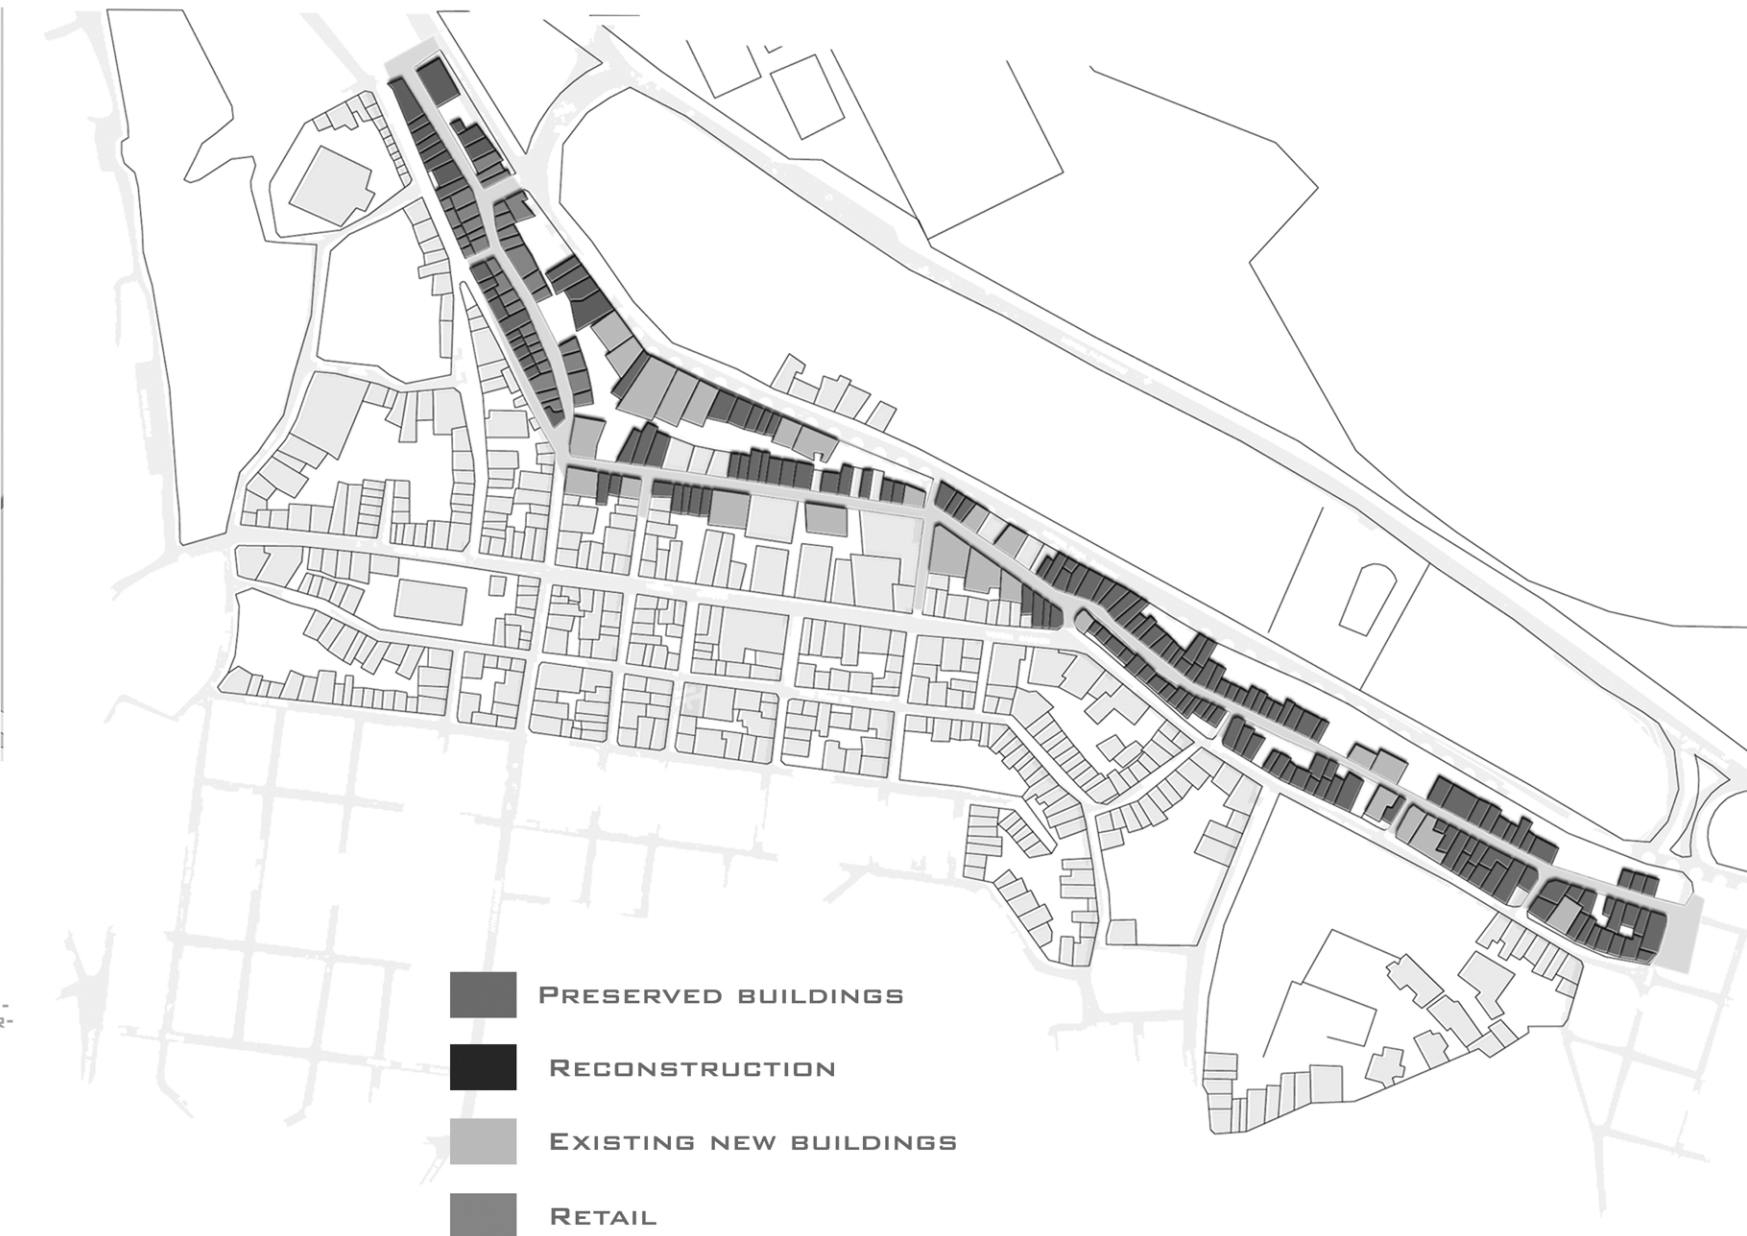 Preserved buildings
Reconstruction
Existing new buildings
Retail